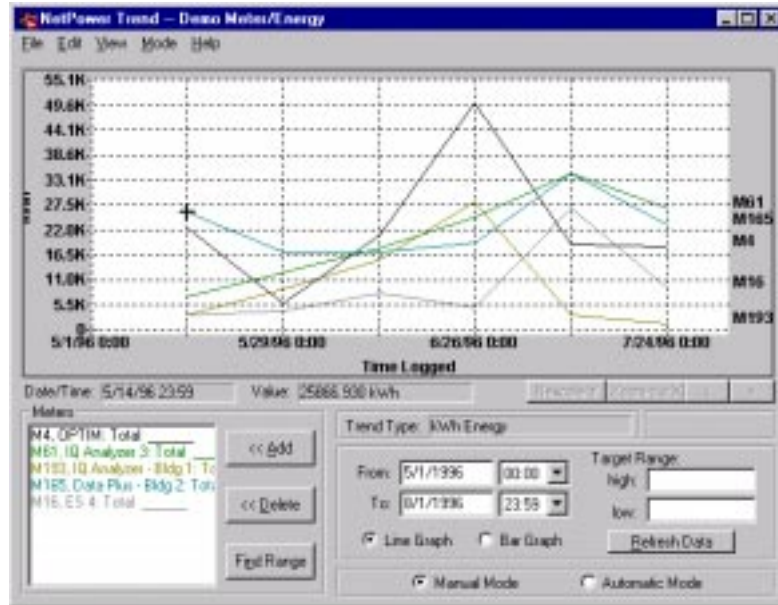 NetPower Trend -- Demo Meter/Energy
File Edit View Mode Help
55.1K
49.6K
44.1K
38.6K
33.1K
27.5K
22.0K
16.5K
11.0K
5.5K
0
M61
M165
M4
M16
M193
5/1/96 0:00 5/29/96 0:00 6/26/96 0:00 7/24/96 0:00
Time Logged
Date/Time: 5/14/96 23:59 Value: 25866.930 kWh
Meters
M4, OPTIM: Total
M61, IQ Analyzer 3: Total
M193, IQ Analyzer - Bldg 1: To
M165, Data Plus - Bldg 2: Tota
M16, ES 4: Total
<< Add
<< Delete
Find Range
Trend Type: kWh Energy
From: 5/1/1996 00:00
To: 8/1/1996 23:59
Target Range:
high:
low:
Line Graph Bar Graph
Refresh Data
Manual Mode Automatic Mode